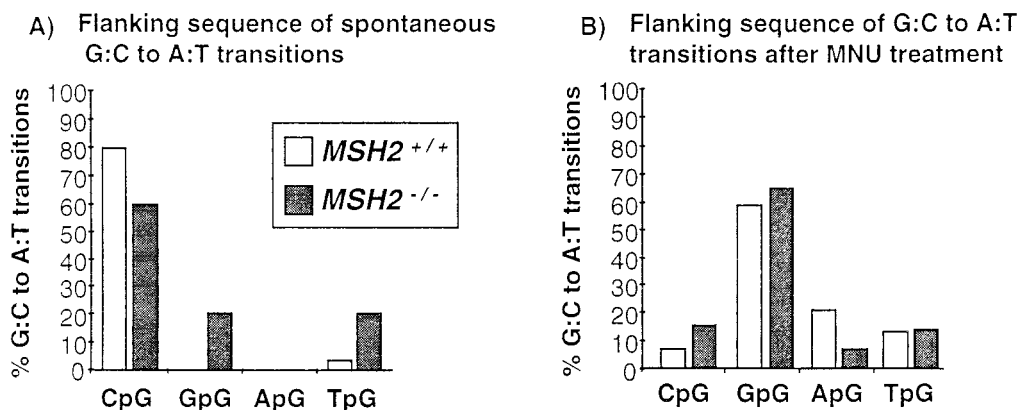 A) Flanking sequence of spontaneous
G:C to A:T transitions
% G:C to A:T transitions
100
90
80
70
60
50
40
30
20
10
0
CpG GpG ApG TpG
MSH2 +/+
MSH2 -/-
B) Flanking sequence of G:C to A:T
transitions after MNU treatment
% G:C to A:T transitions
100
90
80
70
60
50
40
30
20
10
0
CpG GpG ApG TpG